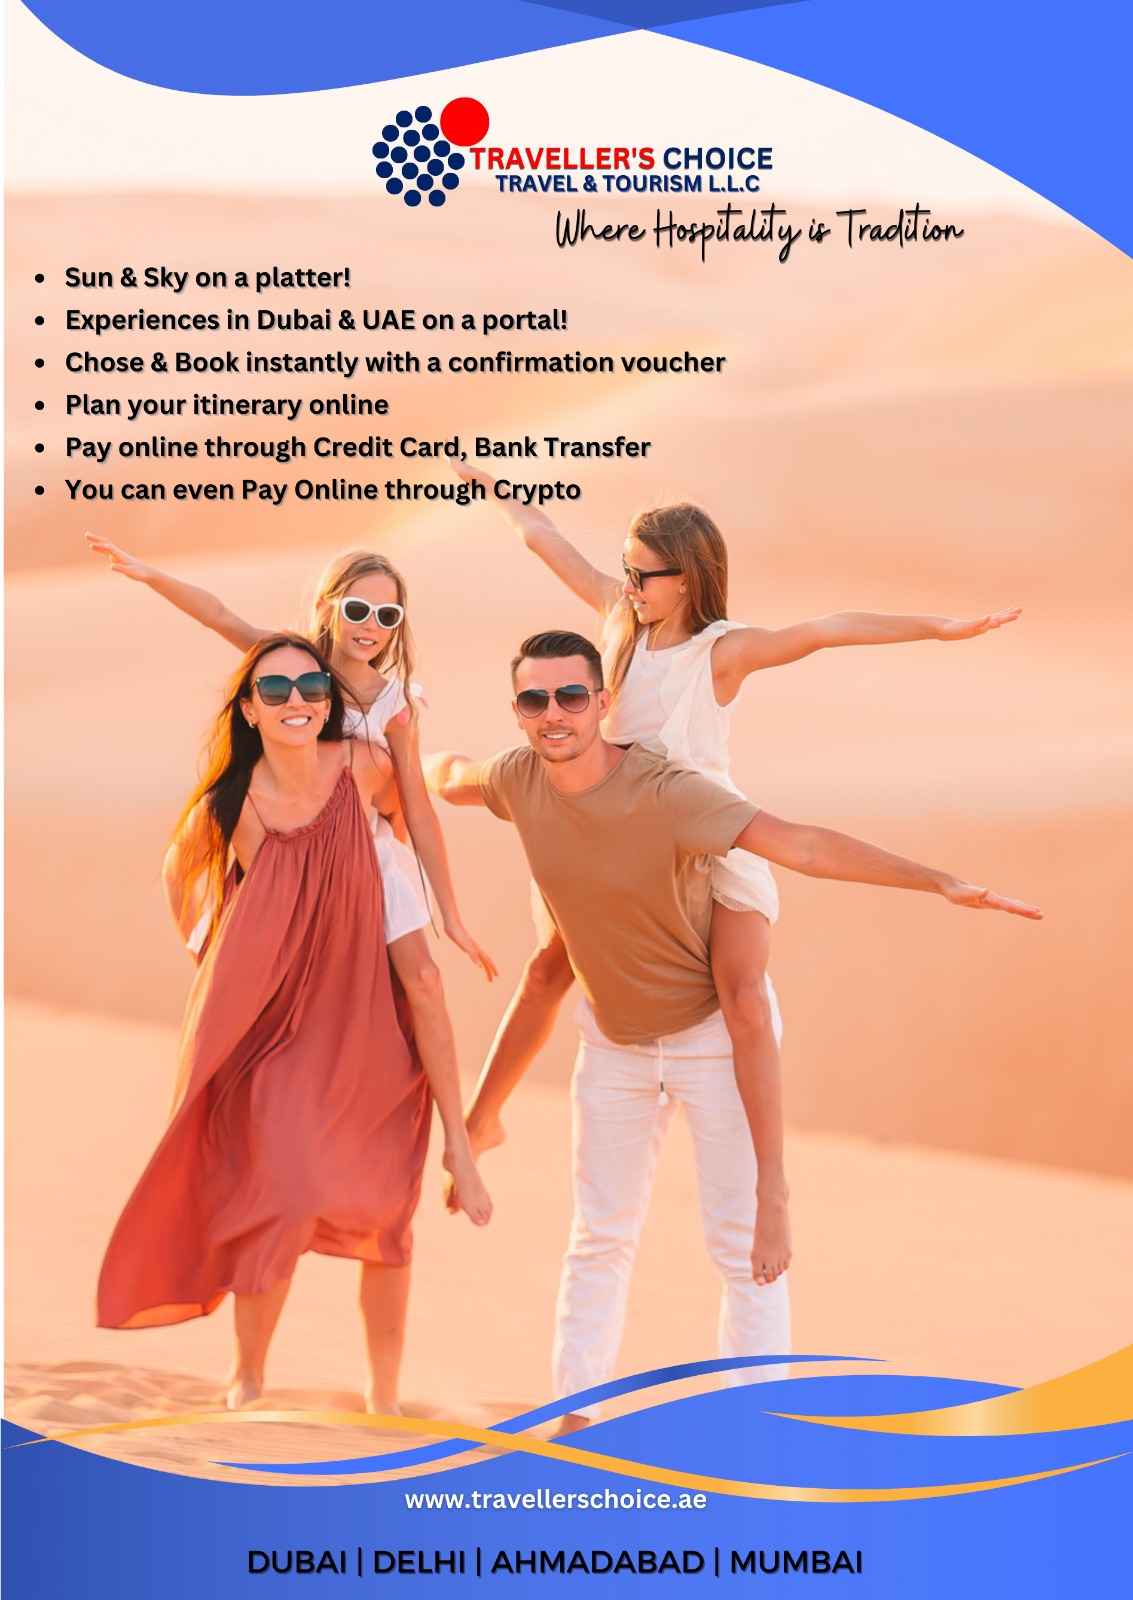 TRAVELLER'S CHOICE
TRAVEL & TOURISM L.L.C
Where Hospitality is Tradition
• Sun & Sky on a platter!
• Experiences in Dubai & UAE on a portal!
• Chose & Book instantly with a confirmation voucher
• Plan your itinerary online
• Pay online through Credit Card, Bank Transfer
• You can even Pay Online through Crypto
www.travellerschoice.ae
DUBAI | DELHI | AHMADABAD | MUMBAI